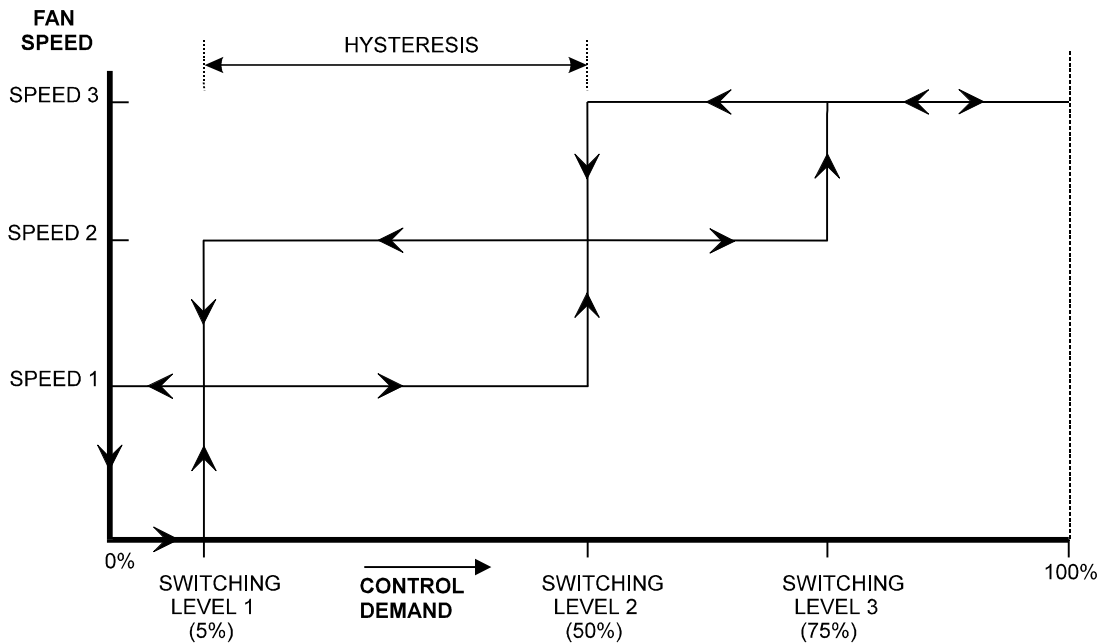 FAN
SPEED
HYSTERESIS
SPEED 3
SPEED 2
SPEED 1
0%
100%
SWITCHING
LEVEL 1
(5%)
CONTROL
DEMAND
SWITCHING
LEVEL 2
(50%)
SWITCHING
LEVEL 3
(75%)